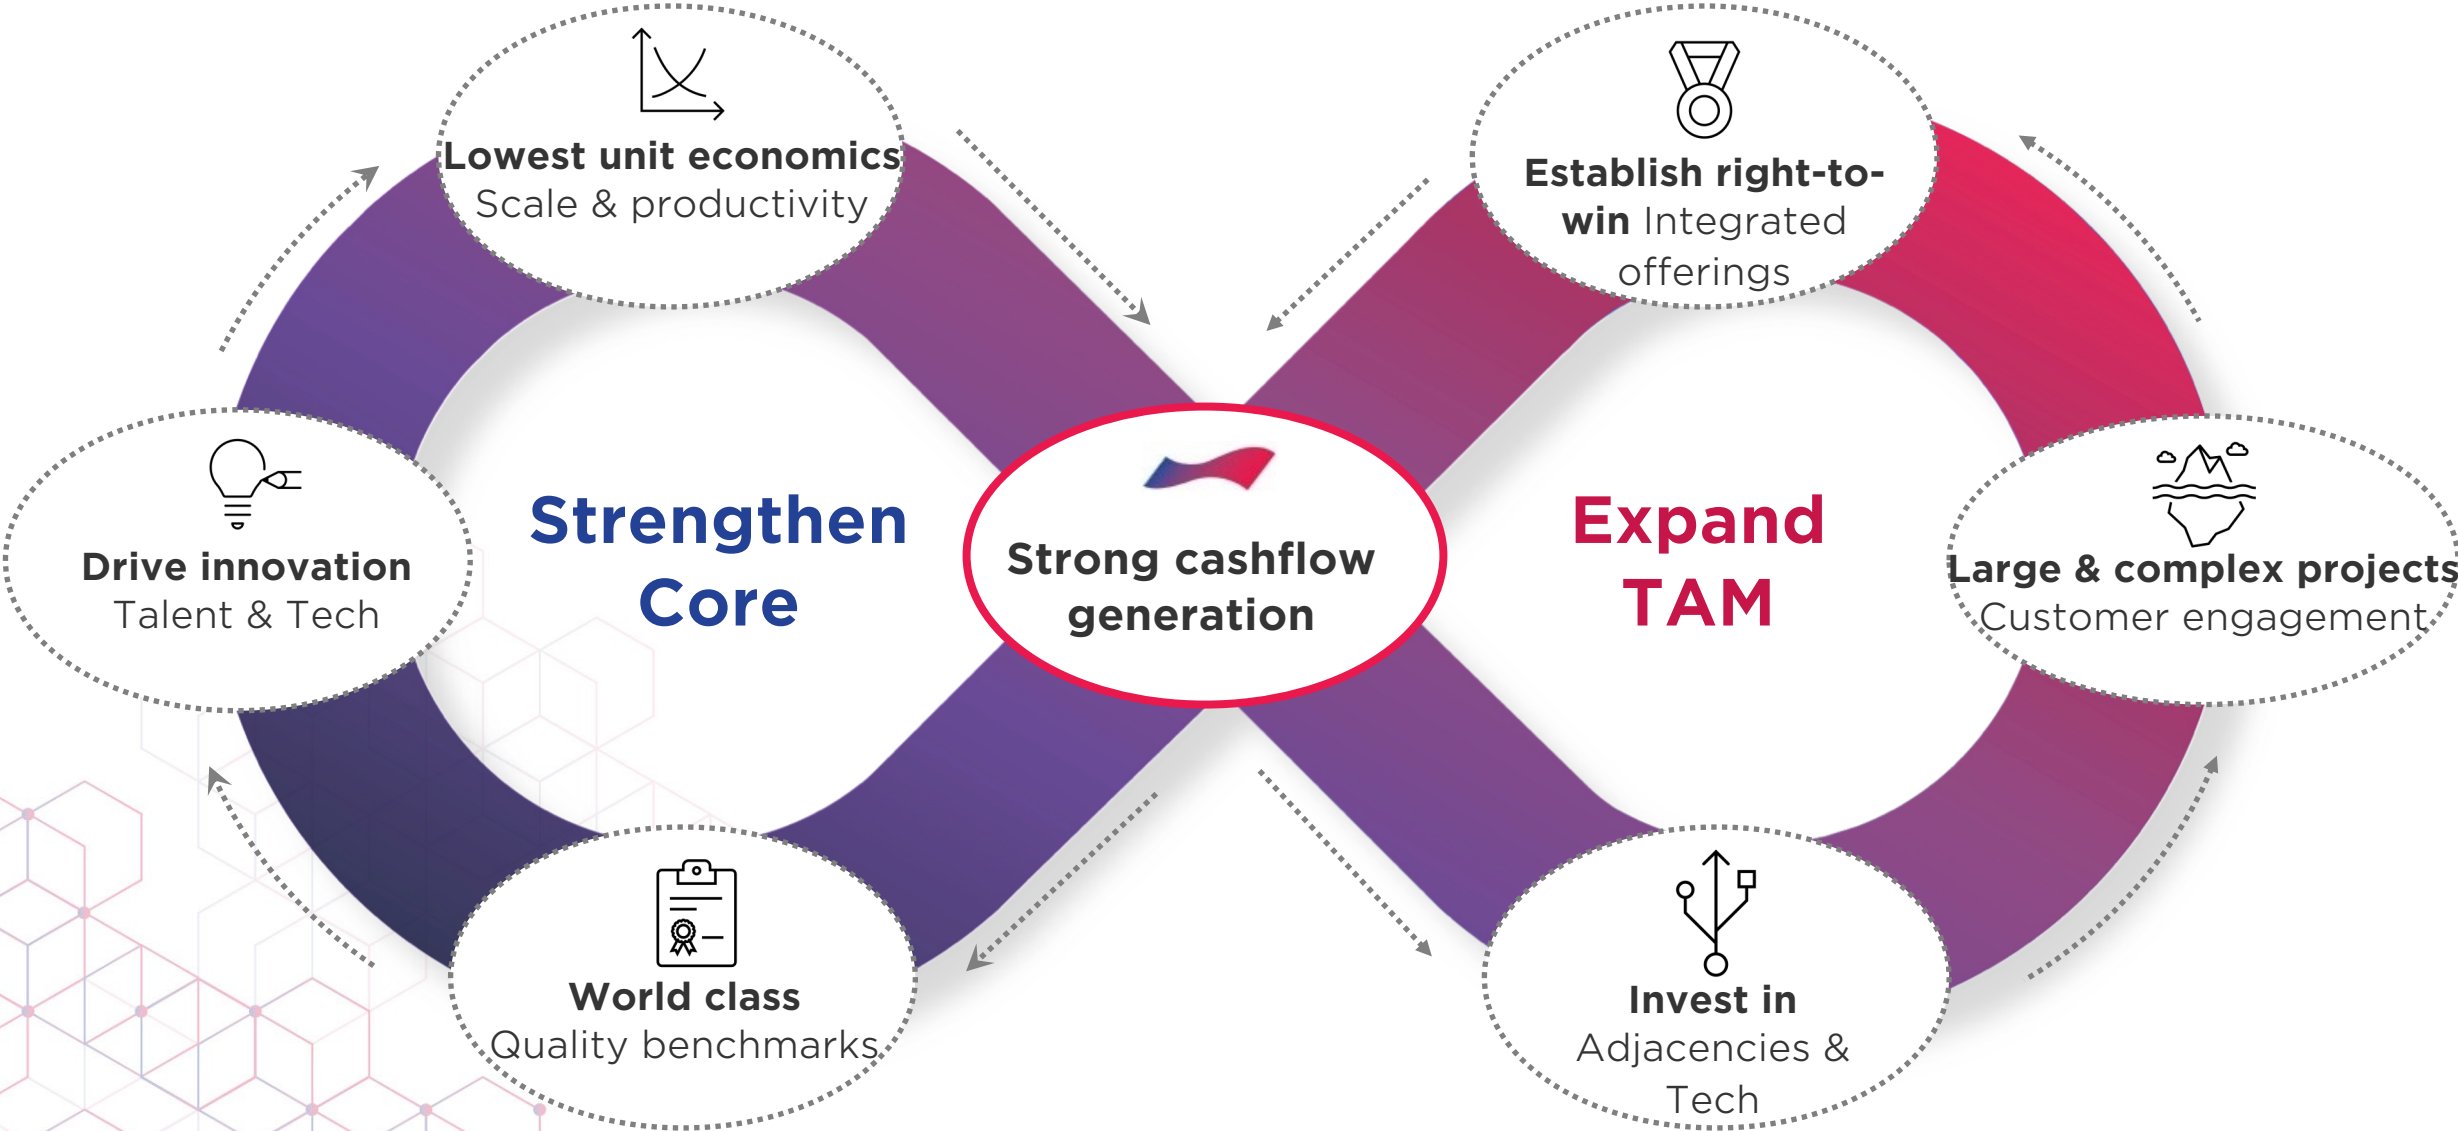 Lowest unit economics
Scale & productivity
Establish right-to-
win Integrated
offerings
Drive innovation
Talent & Tech
Strengthen
Core
Strong cashflow
generation
Expand
TAM
Large & complex projects
Customer engagement
World class
Quality benchmarks
Invest in
Adjacencies &
Tech